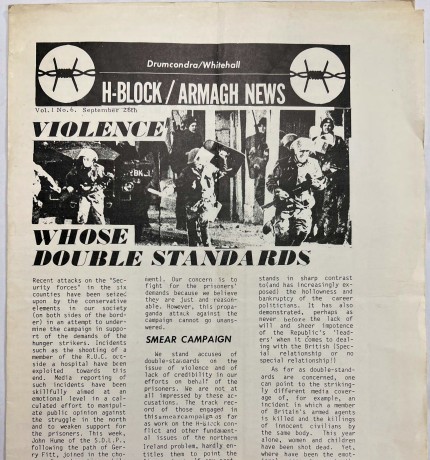 Drumcondra/Whitehall
H-BLOCK/ARMAGH NEWS
Vol.1 No.6. September 26th
VIOLENCE
WHOSE
DOUBLE STANDARDS
Recent attacks on the "Sec-
urity forces' in the six
counties have been seized
upon by the conservative
elements in our society
(on both sides of the bord-
er) in an attempt to under-
mine the campaign in supp-
ort of the demands of the
hunger strikers. Incidents
such as the shooting of a
member of the R.U.C. out-
side a hospital have been
exploited towards this
end. Media reporting of
such incidents have been
skillfully aimed at an
emotional level in a cal-
culated effort to manipul-
ate public opinion against
the struggle in the north
and to weaken support for
the prisoners. This week,
John Hume of the S.D.L.P.,
following the path of Ger-
ry Fitt, joined in the cho-
ment). Our concern is to
fight for the prisoners'
demands because we believe
they are just and reason-
able. However, this propa-
ganda attack against the
campaign cannot go unans-
wered.
SMEAR CAMPAIGN
We stand accused of
double-standards on the
issue of violence and of
lack of credibility in our
efforts on behalf of the
prisoners. We are not at
all impressed by these ac-
cusations. The track rec-
ord of those engaged in
this smear campaign as far
as work on the H-Block con-
flict and other fundament-
al issues of the northern
Ireland problem, hardly en-
titles them to point the
stands in sharp contrast
to(and has increasingly exp-
osed) the hollowness and
bankruptcy of the career
politicians. It has also
demonstrated, perhaps as
never before the lack of
will and sheer impotence
of the Republic's 'lead-
ers' when it comes to deal-
ing with the British (Spec-
ial relationship or no
special relationship!)
As far as double-stand-
ards are concerned, one
can point to the striking-
ly different media cover-
age of, for example, an
incident in which a member
of Britain's armed agents
is killed and the killings
of innocent civilians by
the same body. This year
alone, women and children
have been shot dead. Yet,
where have been the emot-